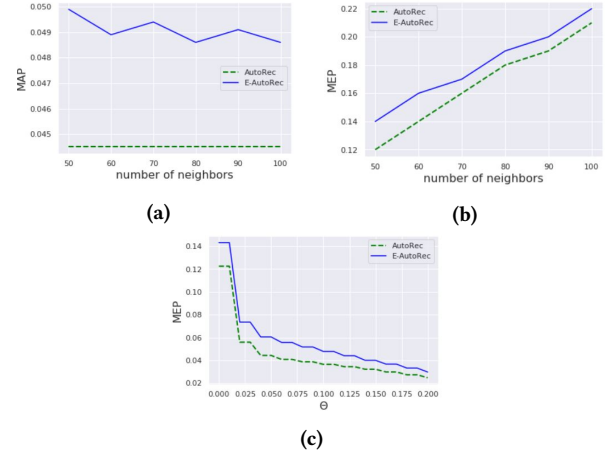 0.050
0.049
0.048
0.047
0.046
0.045
MAP
AutoRec
E-AutoRec
50 60 70 80 90 100
number of neighbors
(a)
0.22
0.20
0.18
0.16
0.14
0.12
MEP
AutoRec
E-AutoRec
50 60 70 80 90 100
number of neighbors
(b)
0.14
0.12
0.10
0.08
0.06
0.04
0.02
MEP
AutoRec
E-AutoRec
0.000 0.025 0.050 0.075 0.100 0.125 0.150 0.175 0.200
Θ
(c)